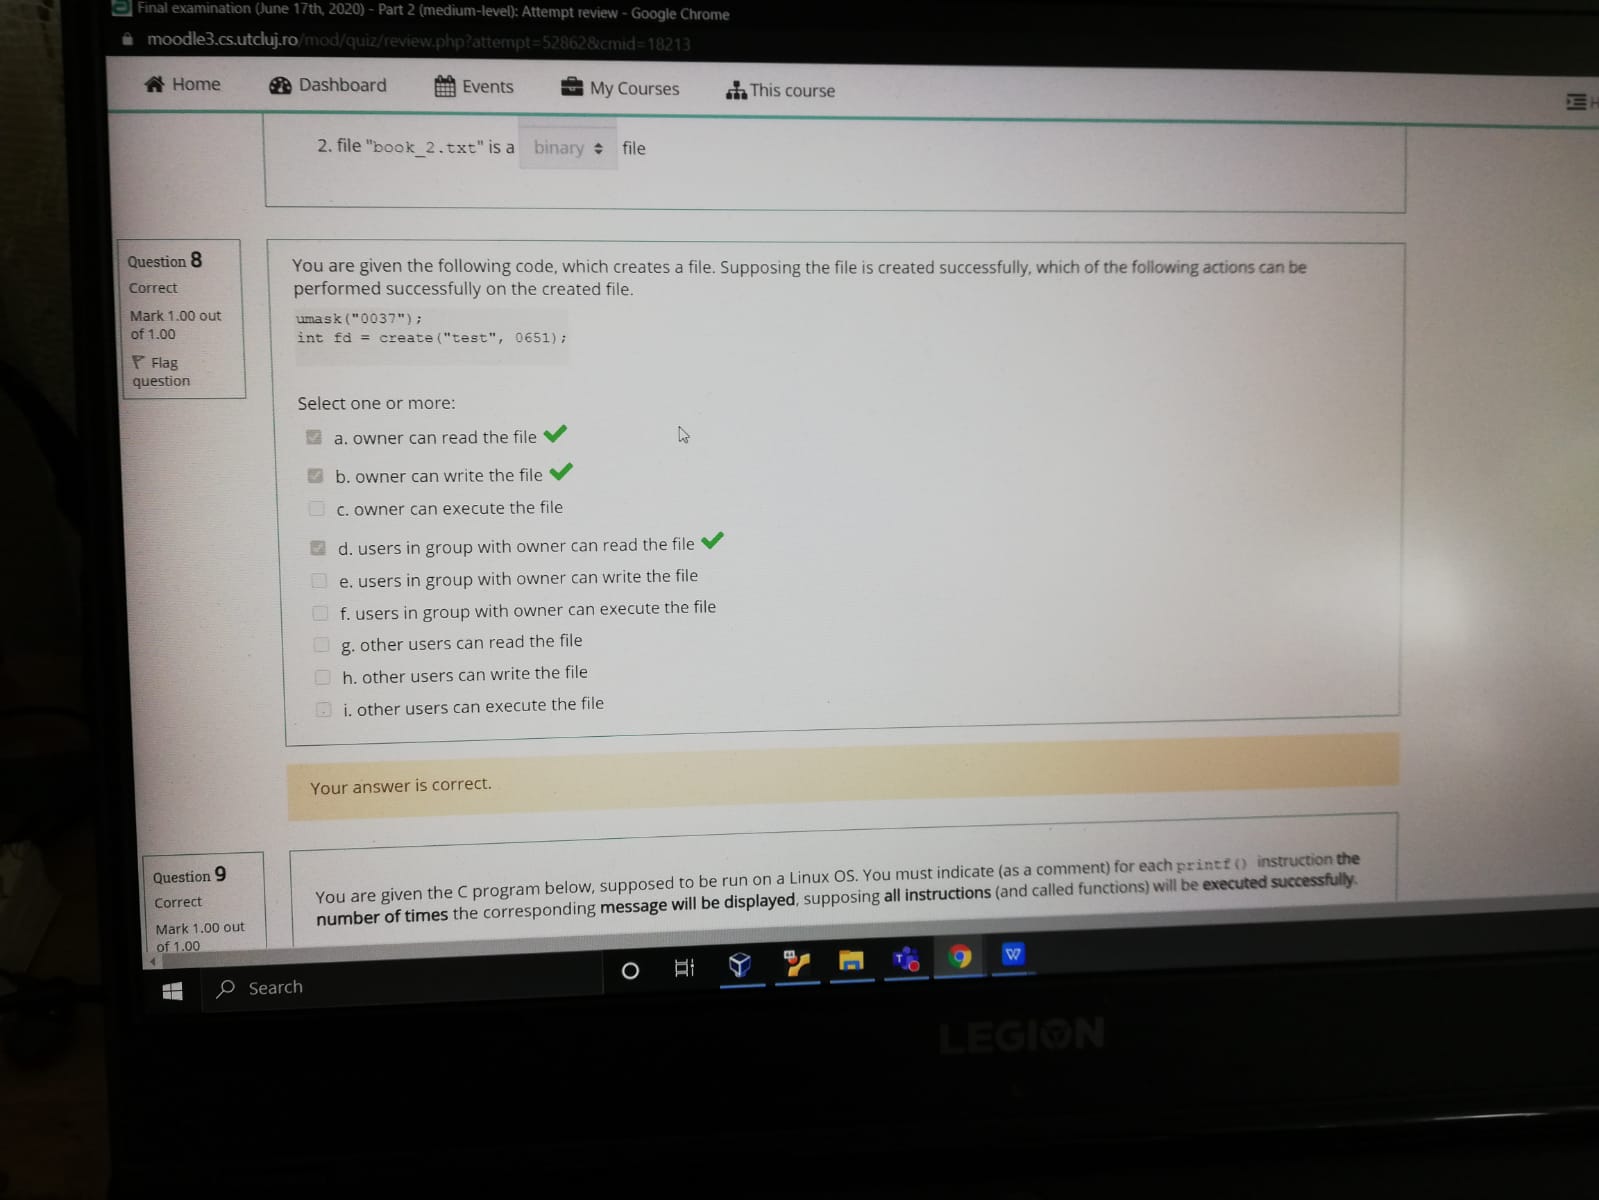 Final examination (June 17th, 2020) - Part 2 (medium-level): Attempt review - Google Chrome
moodle3.cs.utcluj.ro/mod/quiz/review.php?attempt=52862&cmid=18213
Home Dashboard Events My Courses This course
2. file "book_2.txt" is a binary file
Question 8
Correct
Mark 1.00 out
of 1.00
Flag
question
You are given the following code, which creates a file. Supposing the file is created successfully, which of the following actions can be
performed successfully on the created file.
umask("0037");
int fd = create("test", 0651);
Select one or more:
a. owner can read the file
b. owner can write the file
c. owner can execute the file
d. users in group with owner can read the file
e. users in group with owner can write the file
f. users in group with owner can execute the file
g. other users can read the file
h. other users can write the file
i. other users can execute the file
Your answer is correct.
Question 9
Correct
Mark 1.00 out
of 1.00
You are given the C program below, supposed to be run on a Linux OS. You must indicate (as a comment) for each printf() instruction the
number of times the corresponding message will be displayed, supposing all instructions (and called functions) will be executed successfully.
Search
LEGION